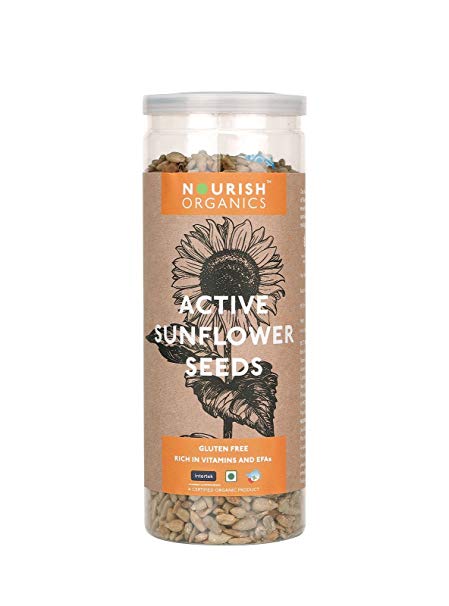 NOURISH™
ORGANICS
ACTIVE
SUNFLOWER
SEEDS
GLUTEN FREE
RICH IN VITAMINS AND EFAs
intertek
A CERTIFIED ORGANIC PRODUCT